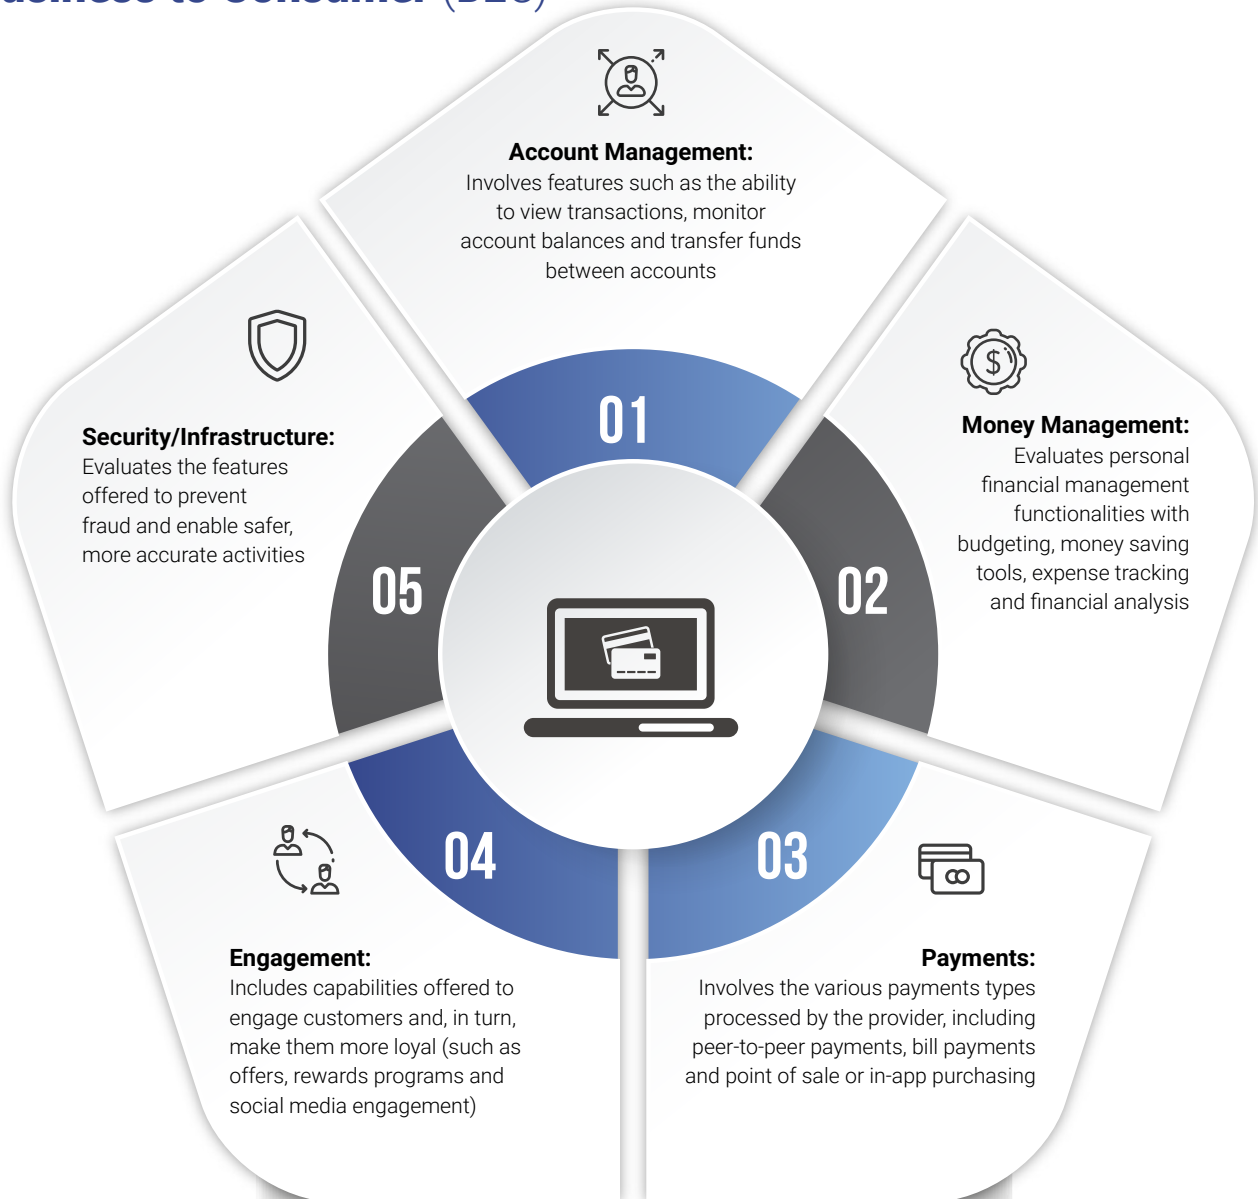 Business to Consumer (B2C)
Account Management:
Involves features such as the ability
to view transactions, monitor
account balances and transfer funds
between accounts
01
Money Management:
Evaluates personal
financial management
functionalities with
budgeting, money saving
tools, expense tracking
and financial analysis
02
Payments:
Involves the various payments types
processed by the provider, including
peer-to-peer payments, bill payments
and point of sale or in-app purchasing
03
Engagement:
Includes capabilities offered to
engage customers and, in turn,
make them more loyal (such as
offers, rewards programs and
social media engagement)
04
Security/Infrastructure:
Evaluates the features
offered to prevent
fraud and enable safer,
more accurate activities
05
$